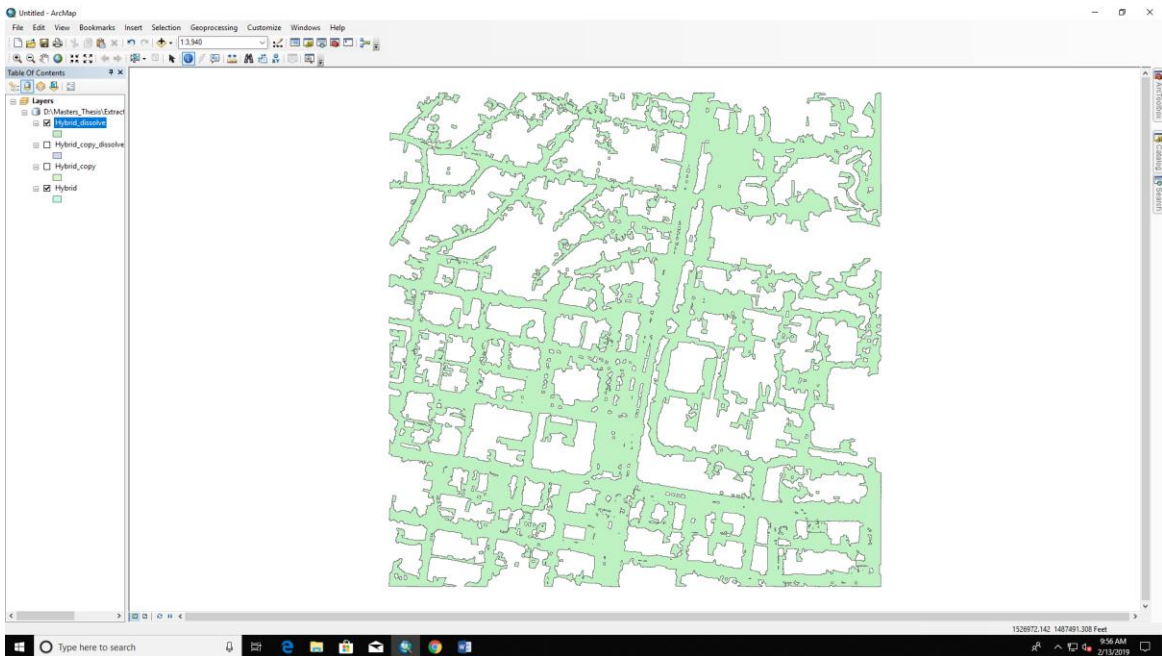 Untitled - ArcMap
File Edit View Bookmarks Insert Selection Geoprocessing Customize Windows Help
1:3,940
Table Of Contents
Layers
D:\Masters_Thesis\Extract
Hybrid_dissolve
Hybrid_copy_dissolve
Hybrid_copy
Hybrid
ArcToolbox
Catalog
Search
1526972.142 1487491.308 Feet
Type here to search
9:56 AM
2/13/2019